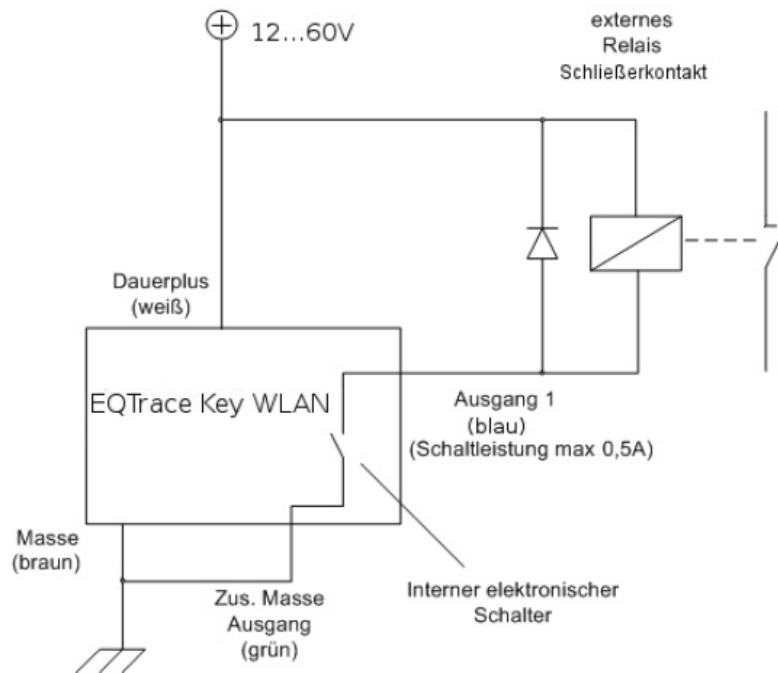 12...60V
externes
Relais
Schließerkontakt
Dauerplus
(weiß)
EQTrace Key WLAN
Ausgang 1
(blau)
(Schaltleistung max 0,5A)
Masse
(braun)
Zus. Masse
Ausgang
(grün)
Interner elektronischer
Schalter